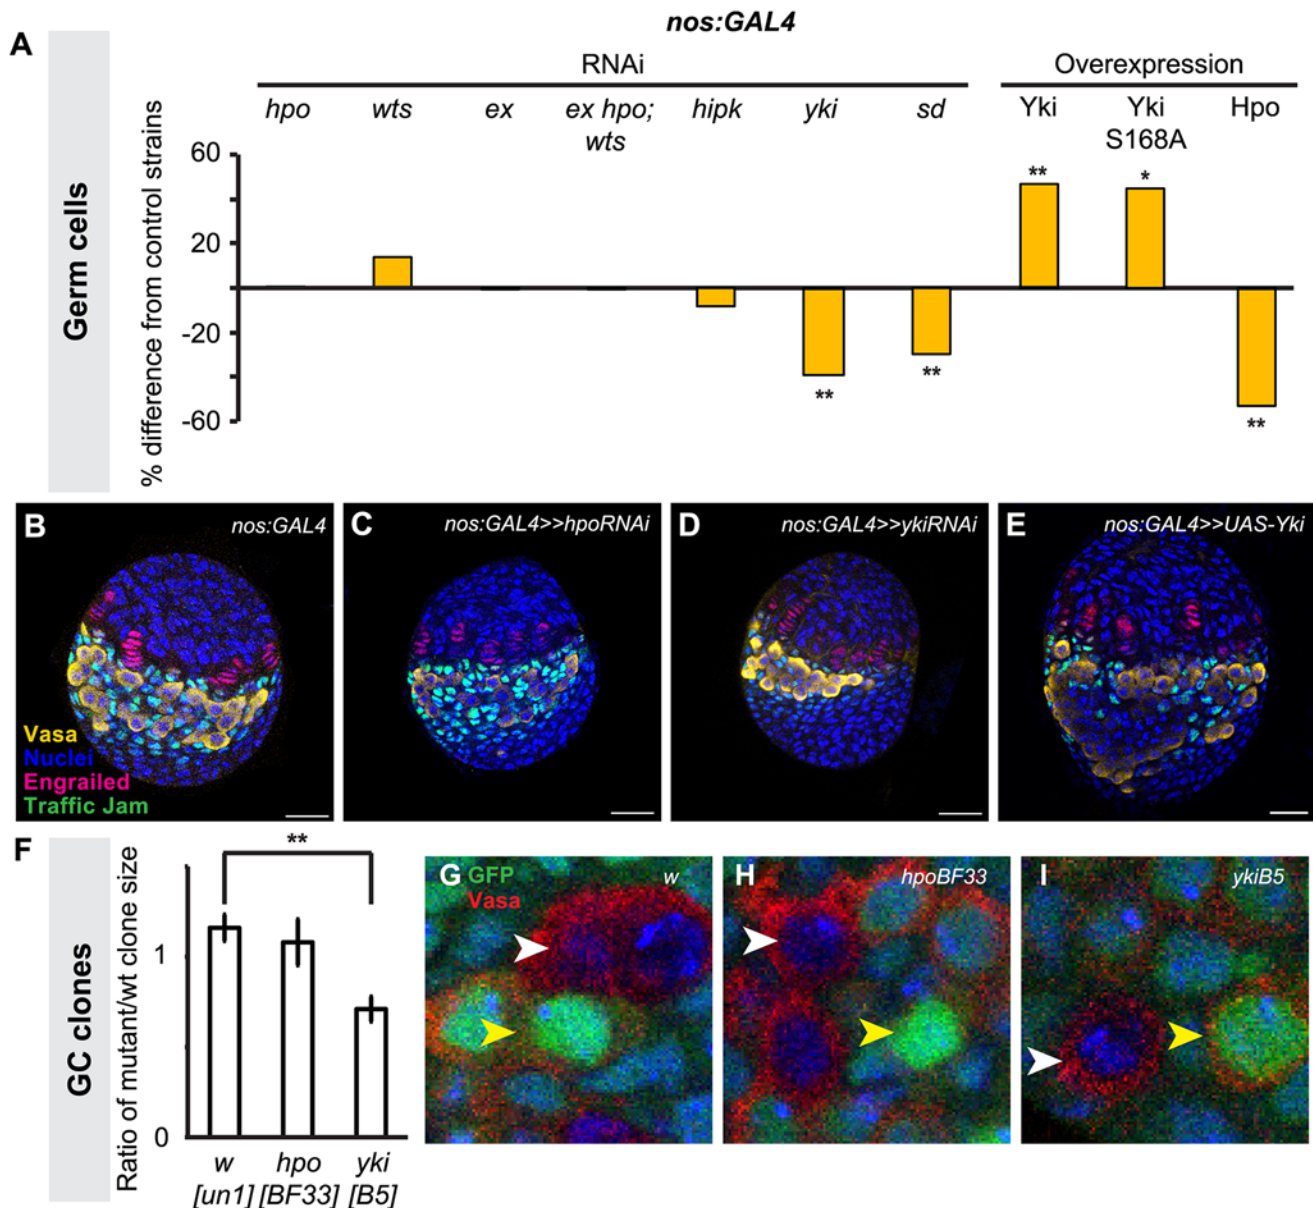 nos:GAL4
A
RNAi
Overexpression
hpo wts ex ex hpo; wts hipk yki sd Yki Yki S168A Hpo
Germ cells
% difference from control strains
60
20
-20
-60
** ** ** * **
B nos:GAL4
C nos:GAL4>>hpoRNAi
D nos:GAL4>>ykiRNAi
E nos:GAL4>>UAS-Yki
Vasa
Nuclei
Engrailed
Traffic Jam
F
GC clones
Ratio of mutant/wt clone size
**
1
0
w hpo yki
[un1] [BF33] [B5]
G GFP w
Vasa
H hpoBF33
I ykiB5